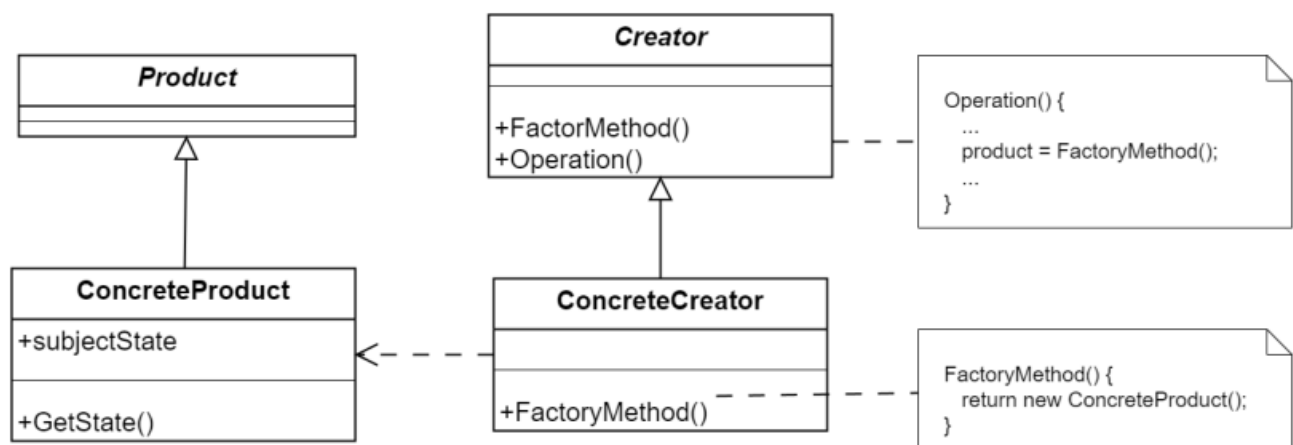 Product
ConcreteProduct
+subjectState
+GetState()
Creator
+FactorMethod()
+Operation()
ConcreteCreator
+FactoryMethod()
Operation() {
...
product = FactoryMethod();
...
}
FactoryMethod() {
return new ConcreteProduct();
}